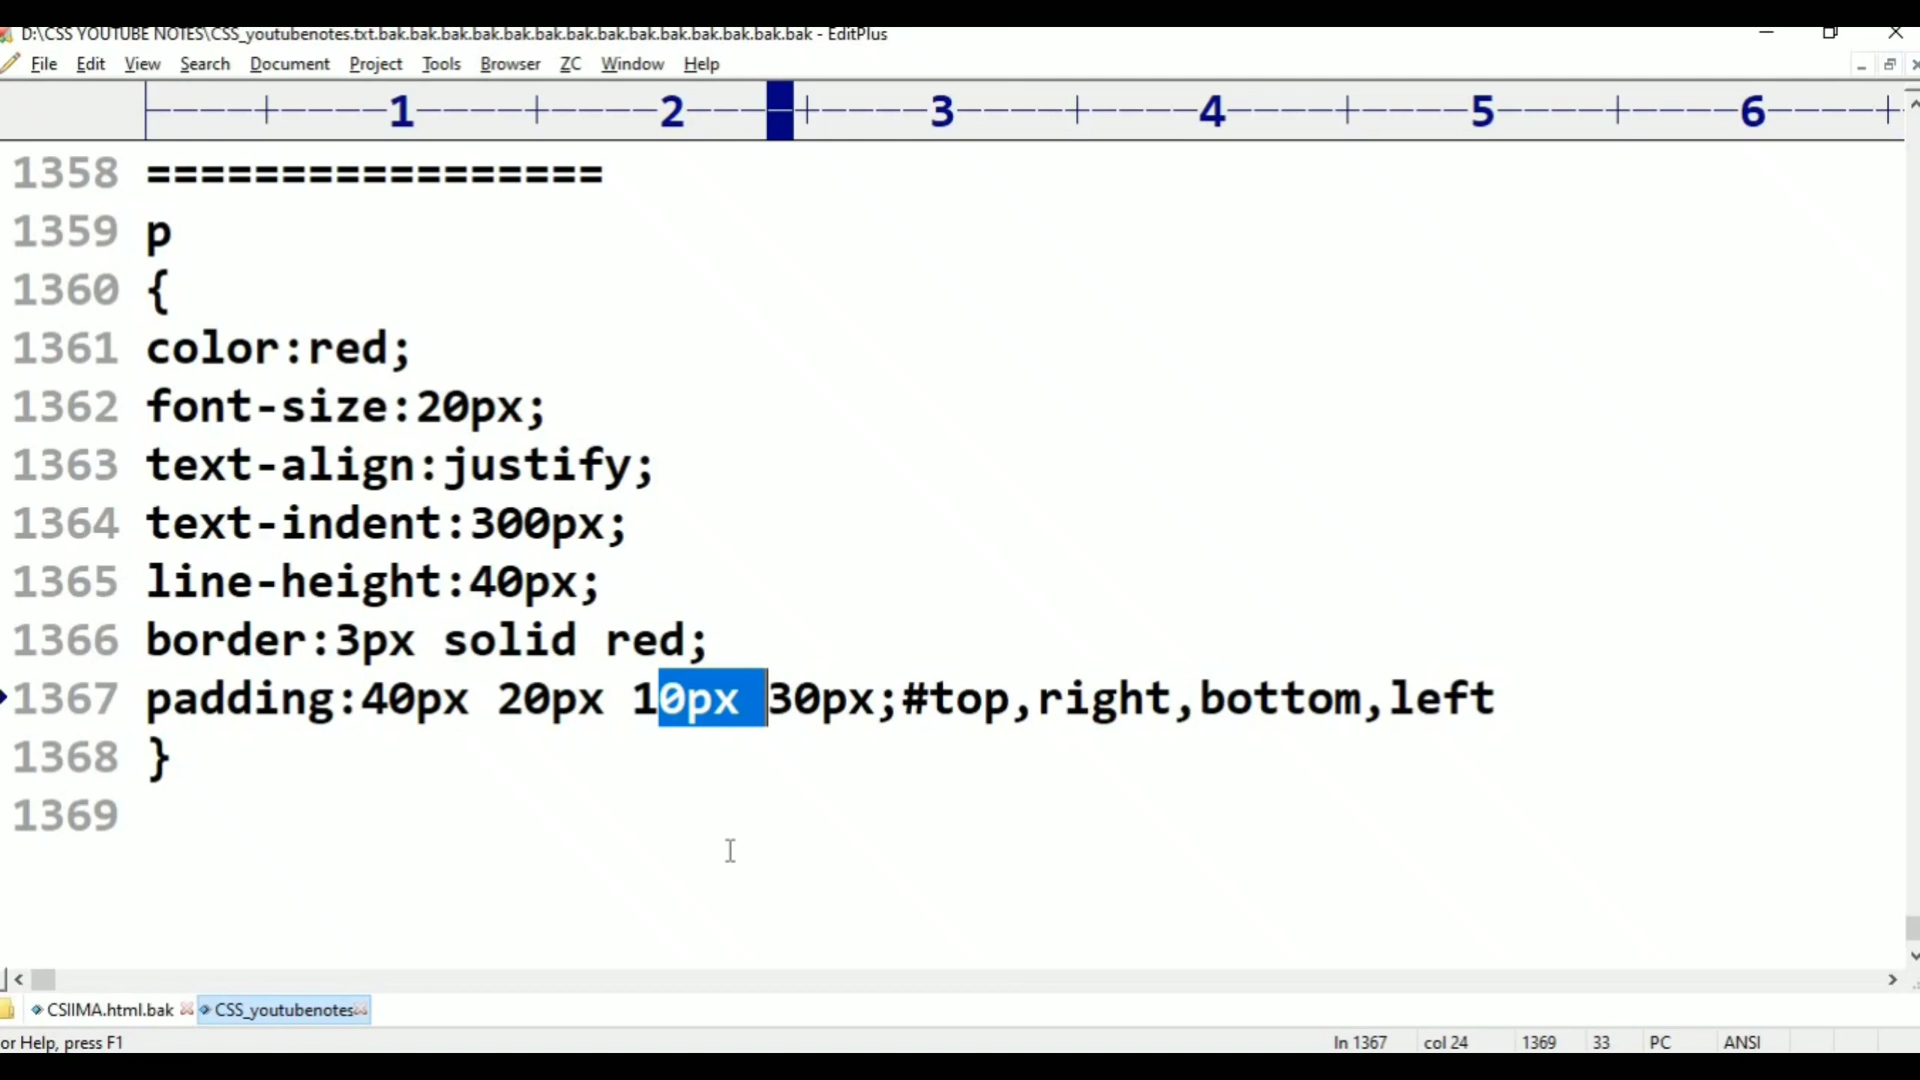 D:\CSS YOUTUBE NOTES\CSS_youtubenotes.txt.bak.bak.bak.bak.bak.bak.bak.bak.bak.bak.bak.bak.bak.bak - EditPlus
File Edit View Search Document Project Tools Browser ZC Window Help
1 2 3 4 5 6
1358 =================
1359 p
1360 {
1361 color:red;
1362 font-size:20px;
1363 text-align:justify;
1364 text-indent:300px;
1365 line-height:40px;
1366 border:3px solid red;
1367 padding:40px 20px 10px 30px;#top,right,bottom,left
1368 }
1369
CSIIMA.html.bak CSS_youtubenotes
or Help, press F1 ln 1367 col 24 1369 33 PC ANSI